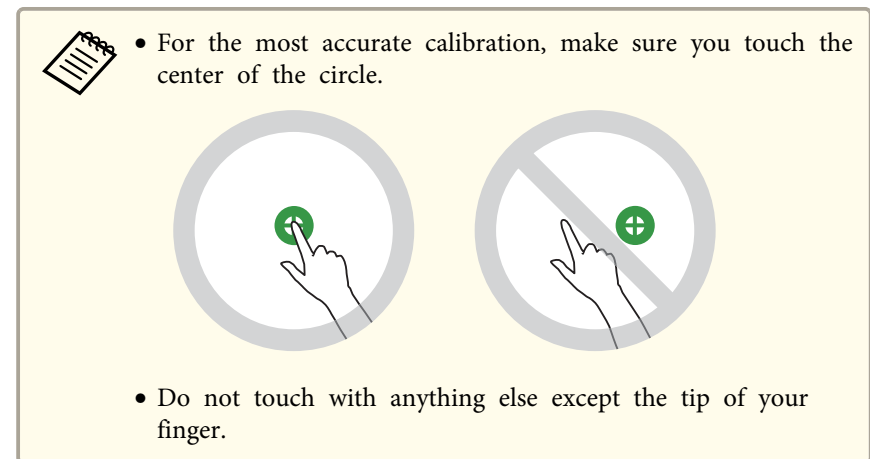 • For the most accurate calibration, make sure you touch the
center of the circle.
• Do not touch with anything else except the tip of your
finger.